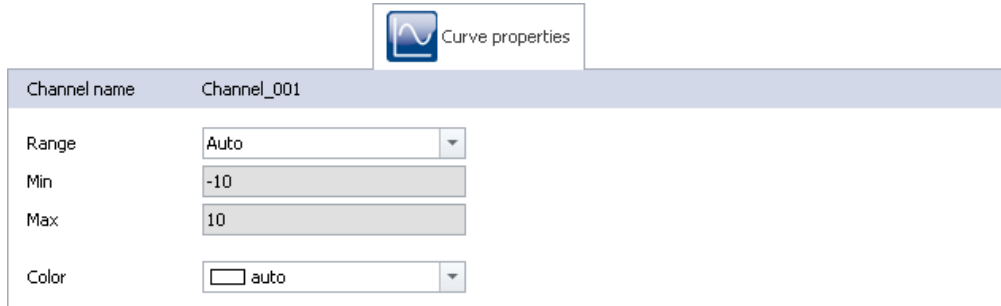 Curve properties
Channel name Channel_001
Range Auto
Min -10
Max 10
Color auto